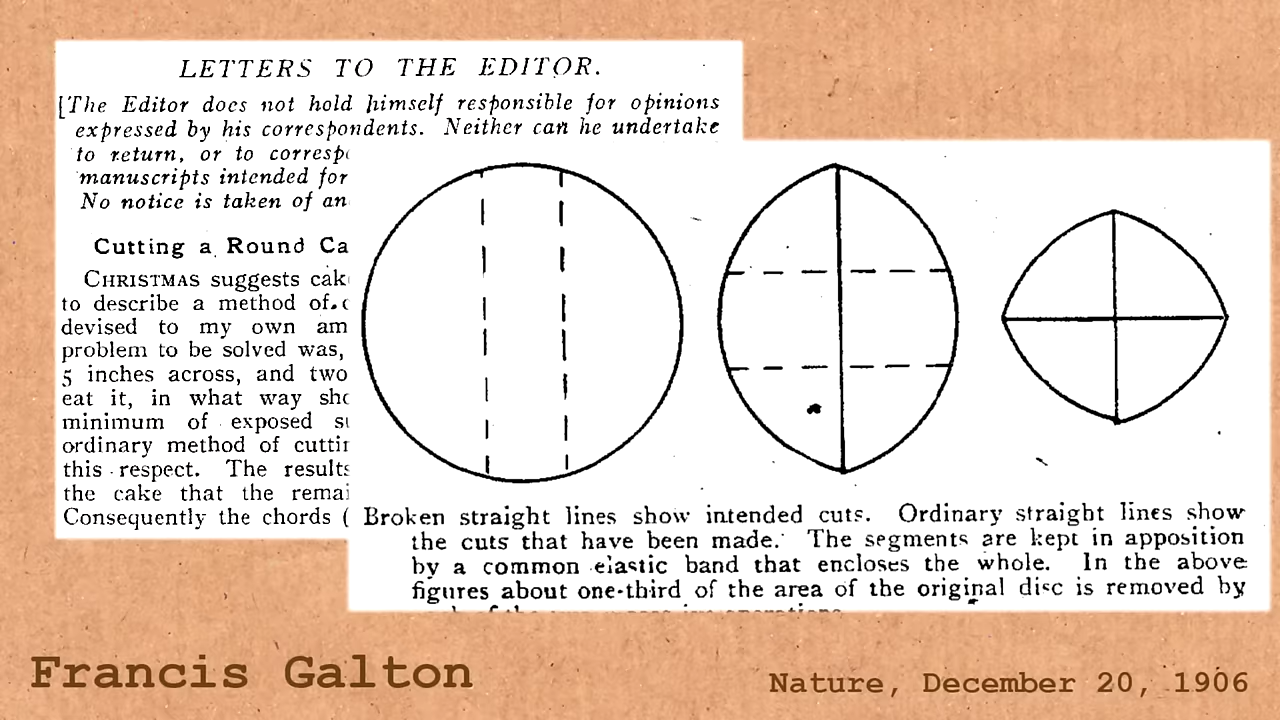 LETTERS TO THE EDITOR.
[The Editor does not hold himself responsible for opinions
expressed by his correspondents. Neither can he undertake
to return, or to corresp
manuscripts intended for
No notice is taken of an
Cutting a Round Ca
CHRISTMAS suggests cak
to describe a method of
devised to my own am
problem to be solved was,
5 inches across, and two
eat it, in what way sho
minimum of exposed su
ordinary method of cuttin
this respect. The results
the cake that the remai
Consequently the chords (
Broken straight lines show intended cuts. Ordinary straight lines show
the cuts that have been made. The segments are kept in apposition
by a common elastic band that encloses the whole. In the above
figures about one-third of the area of the original disc is removed by
Francis Galton
Nature, December 20, 1906